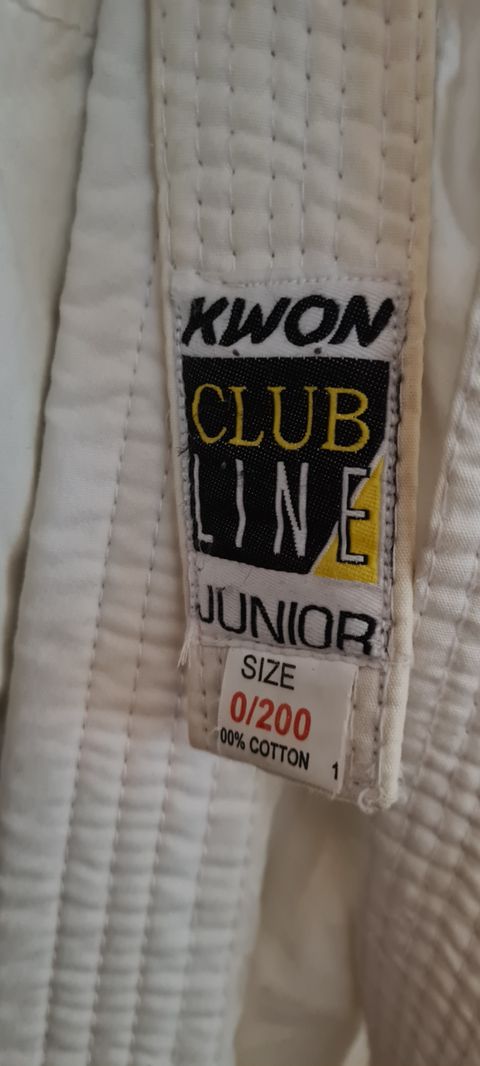 KWON
CLUB
LINE
JUNIOR
SIZE
0/200
00% COTTON 1